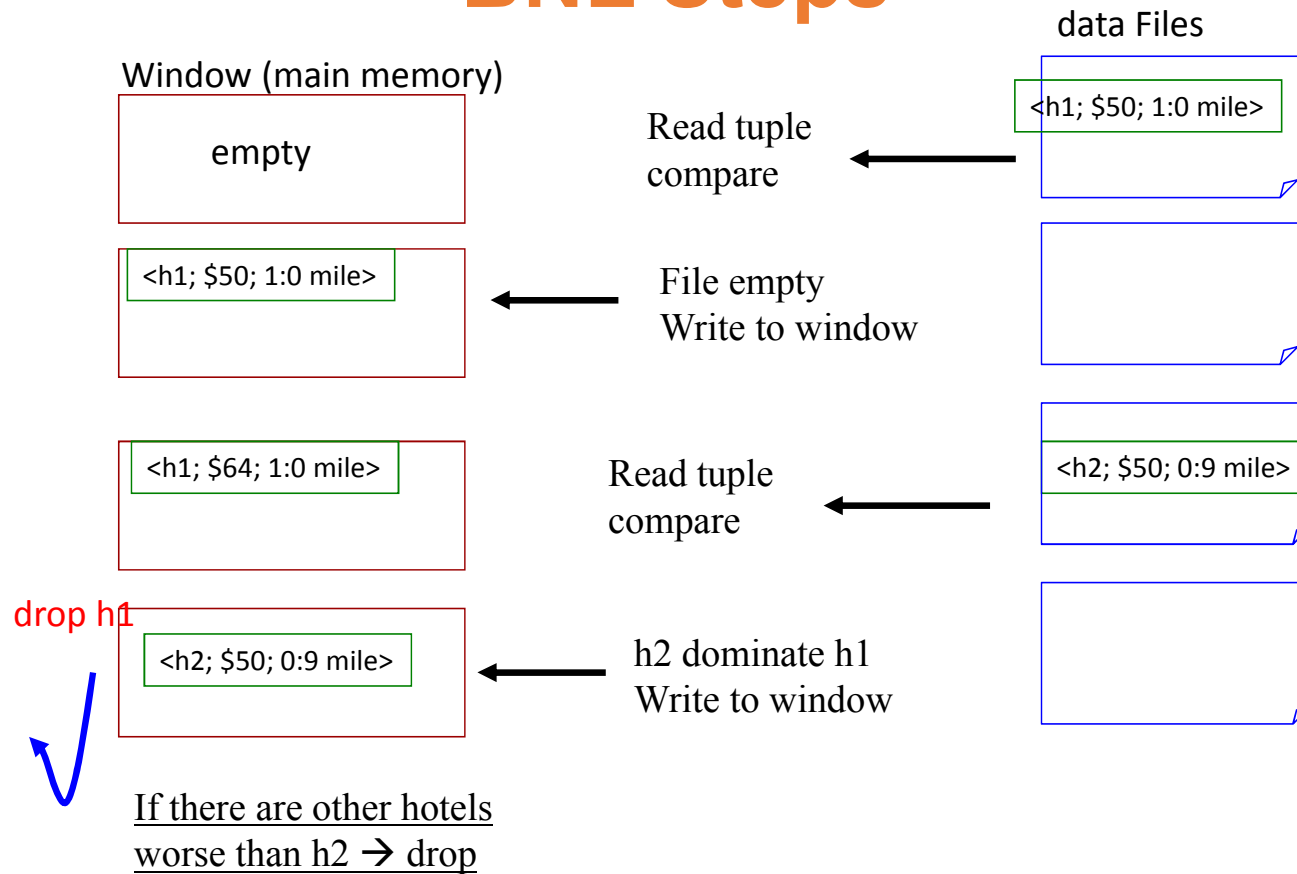 BNL Steps
data Files
Window (main memory)
<h1; $50; 1:0 mile>
Read tuple
compare
empty
<h1; $50; 1:0 mile>
File empty
Write to window
<h1; $64; 1:0 mile>
Read tuple
compare
<h2; $50; 0:9 mile>
drop h1
<h2; $50; 0:9 mile>
h2 dominate h1
Write to window
If there are other hotels
worse than h2 → drop